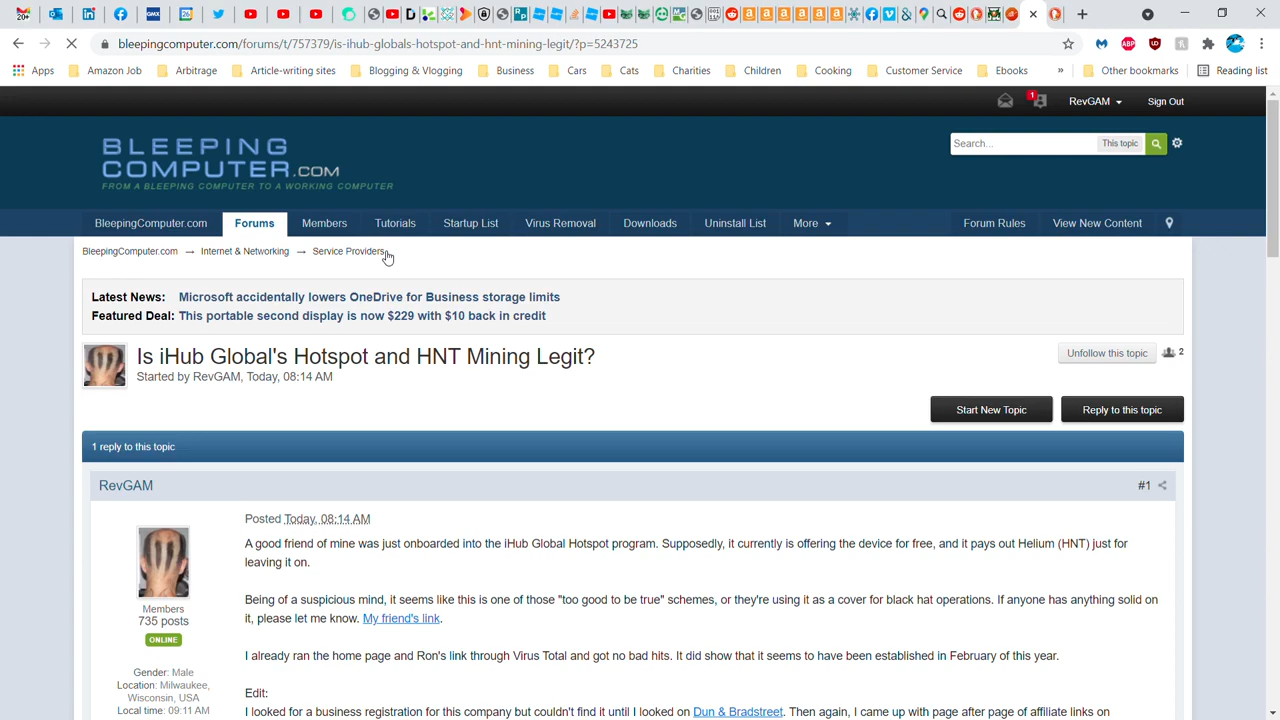 bleepingcomputer.com/forums/t/757379/is-ihub-globals-hotspot-and-hnt-mining-legit/?p=5243725
Apps Amazon Job Arbitrage Article-writing sites Blogging & Vlogging Business Cars Cats Charities Children Cooking Customer Service Ebooks » Other bookmarks Reading list
1 RevGAM Sign Out
BLEEPING
COMPUTER.COM
FROM A BLEEPING COMPUTER TO A WORKING COMPUTER
Search... This topic
BleepingComputer.com Forums Members Tutorials Startup List Virus Removal Downloads Uninstall List More Forum Rules View New Content
BleepingComputer.com → Internet & Networking → Service Providers
Latest News: Microsoft accidentally lowers OneDrive for Business storage limits
Featured Deal: This portable second display is now $229 with $10 back in credit
Is iHub Global's Hotspot and HNT Mining Legit?
Started by RevGAM, Today, 08:14 AM
Unfollow this topic 2
Start New Topic Reply to this topic
1 reply to this topic
RevGAM #1
Posted Today, 08:14 AM
A good friend of mine was just onboarded into the iHub Global Hotspot program. Supposedly, it currently is offering the device for free, and it pays out Helium (HNT) just for
leaving it on.
Being of a suspicious mind, it seems like this is one of those "too good to be true" schemes, or they're using it as a cover for black hat operations. If anyone has anything solid on
it, please let me know. My friend's link.
I already ran the home page and Ron's link through Virus Total and got no bad hits. It did show that it seems to have been established in February of this year.
Edit:
I looked for a business registration for this company but couldn't find it until I looked on Dun & Bradstreet. Then again, I came up with page after page of affiliate links on
Members
735 posts
ONLINE
Gender: Male
Location: Milwaukee,
Wisconsin, USA
Local time: 09:11 AM